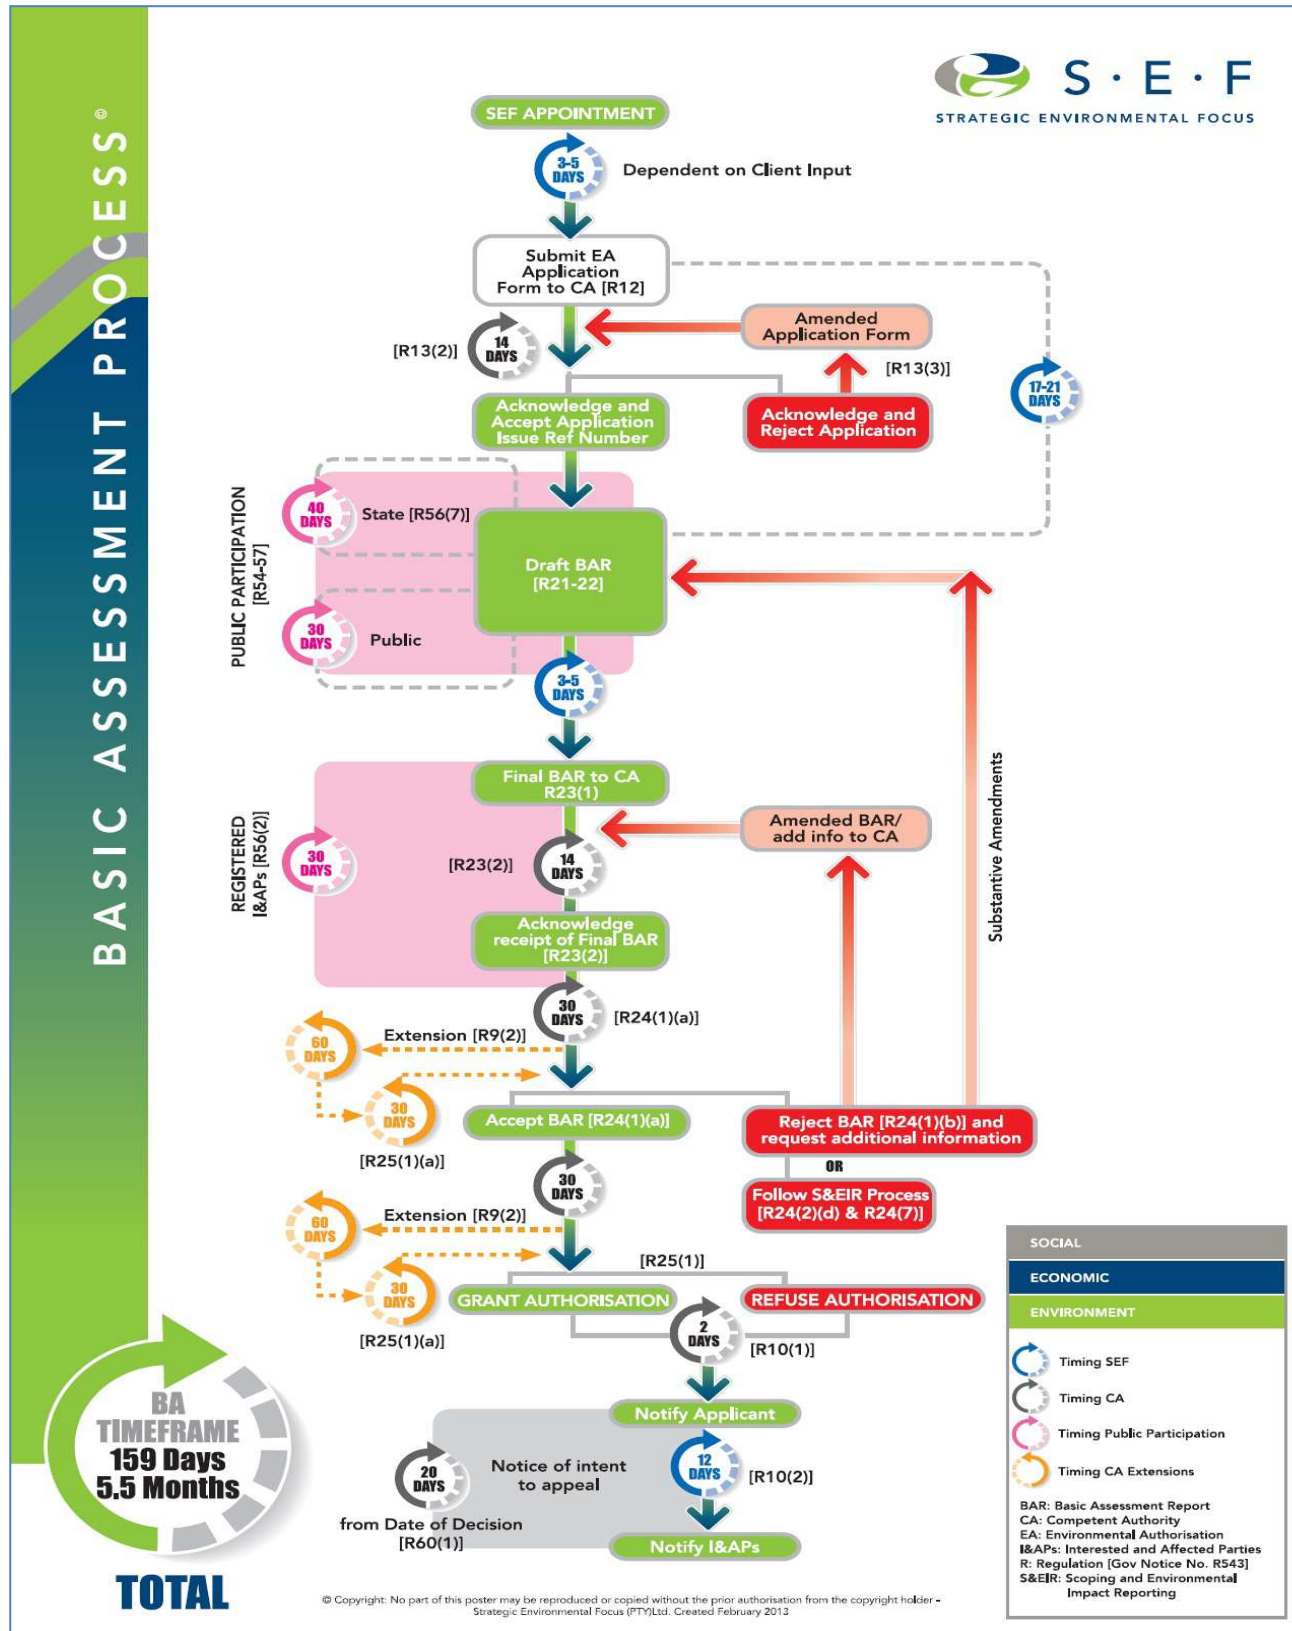 BASIC ASSESSMENT PROCESS©
S·E·F
STRATEGIC ENVIRONMENTAL FOCUS
SEF APPOINTMENT
3-5
DAYS
Dependent on Client Input
Submit EA
Application
Form to CA [R12]
[R13(2)]
14
DAYS
Amended
Application Form
[R13(3)]
17-21
DAYS
Acknowledge and
Accept Application
Issue Ref Number
Acknowledge and
Reject Application
PUBLIC PARTICIPATION
[R54-57]
40
DAYS
State [R56(7)]
Draft BAR
[R21-22]
30
DAYS
Public
3-5
DAYS
Substantive Amendments
Final BAR to CA
R23(1)
REGISTERED
I&APs [R56(2)]
30
DAYS
[R23(2)]
14
DAYS
Amended BAR/
add info to CA
Acknowledge
receipt of Final BAR
[R23(2)]
30
DAYS
[R24(1)(a)]
60
DAYS
Extension [R9(2)]
30
DAYS
[R25(1)(a)]
Accept BAR [R24(1)(a)]
Reject BAR [R24(1)(b)] and
request additional information
OR
Follow S&EIR Process
[R24(2)(d) & R24(7)]
30
DAYS
60
DAYS
Extension [R9(2)]
30
DAYS
[R25(1)(a)]
[R25(1)]
GRANT AUTHORISATION
REFUSE AUTHORISATION
2
DAYS
[R10(1)]
Notify Applicant
20
DAYS
Notice of intent
to appeal
12
DAYS
[R10(2)]
from Date of Decision
[R60(1)]
Notify I&APs
BA
TIMEFRAME
159 Days
5.5 Months
TOTAL
SOCIAL
ECONOMIC
ENVIRONMENT
Timing SEF
Timing CA
Timing Public Participation
Timing CA Extensions
BAR: Basic Assessment Report
CA: Competent Authority
EA: Environmental Authorisation
I&APs: Interested and Affected Parties
R: Regulation [Gov Notice No. R543]
S&EIR: Scoping and Environmental
Impact Reporting
© Copyright: No part of this poster may be reproduced or copied without the prior authorisation from the copyright holder –
Strategic Environmental Focus (PTY)Ltd. Created February 2013